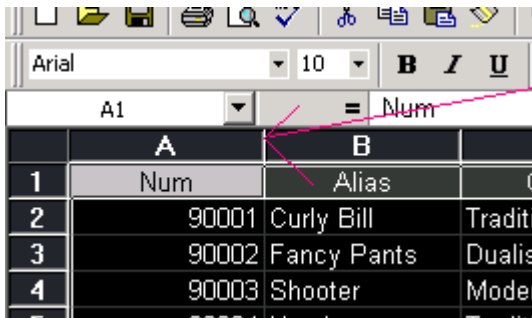 Arial 10 B I U
A1 = Num
A B
1 Num Alias
2 90001 Curly Bill Tradit
3 90002 Fancy Pants Dualis
4 90003 Shooter Mode